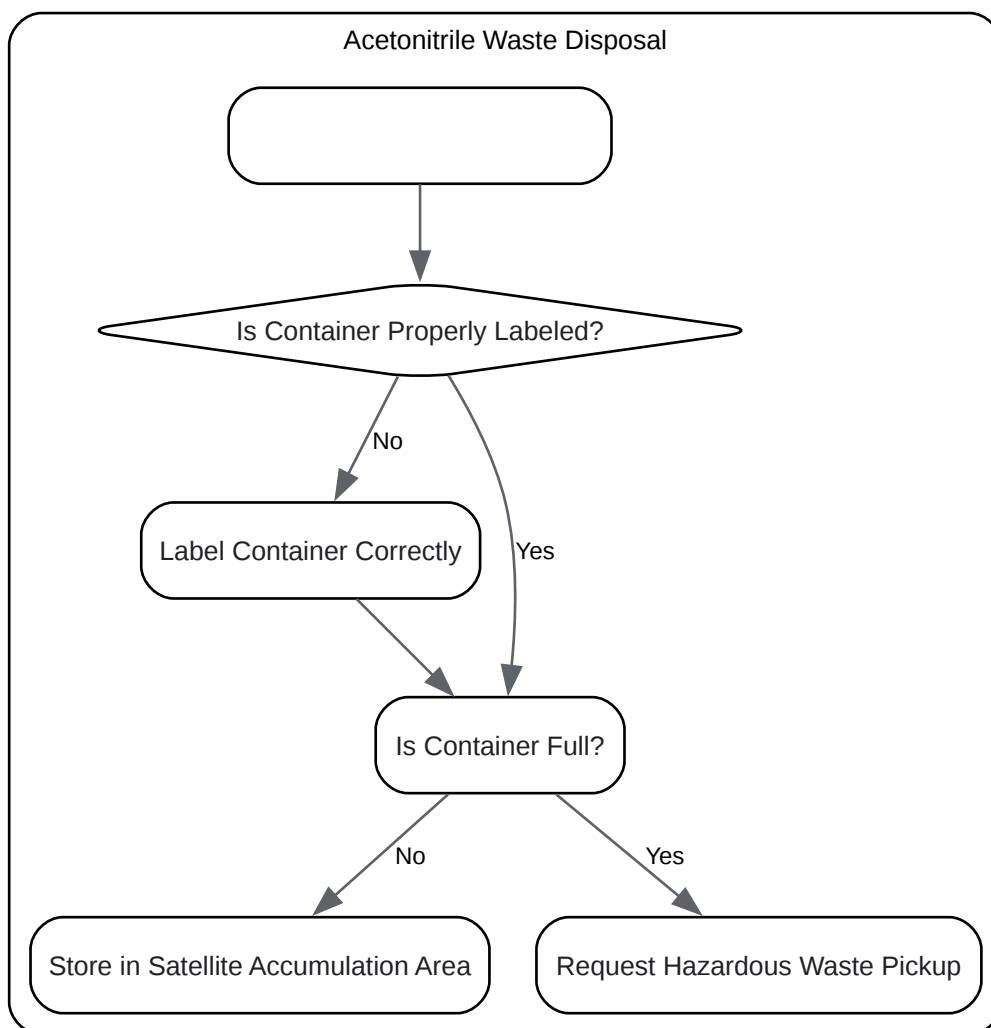 Acetonitrile Waste Disposal
Is Container Properly Labeled?
No
Label Container Correctly
Yes
Is Container Full?
No
Yes
Store in Satellite Accumulation Area
Request Hazardous Waste Pickup